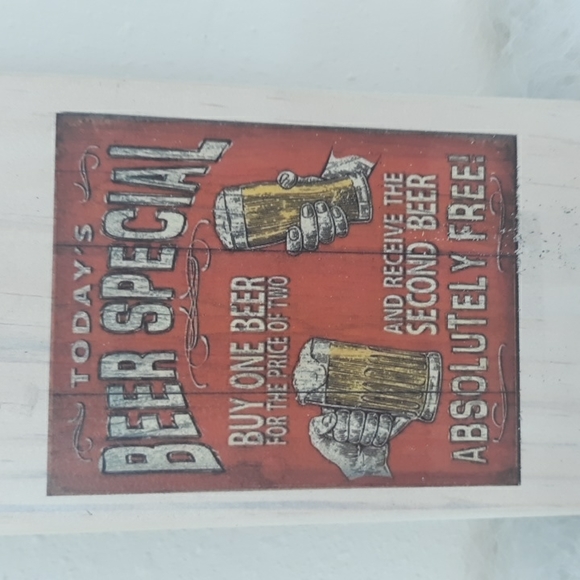 TODAY'S
BEER SPECIAL
BUY ONE BEER
FOR THE PRICE OF TWO
AND RECEIVE THE
SECOND BEER
ABSOLUTELY FREE!